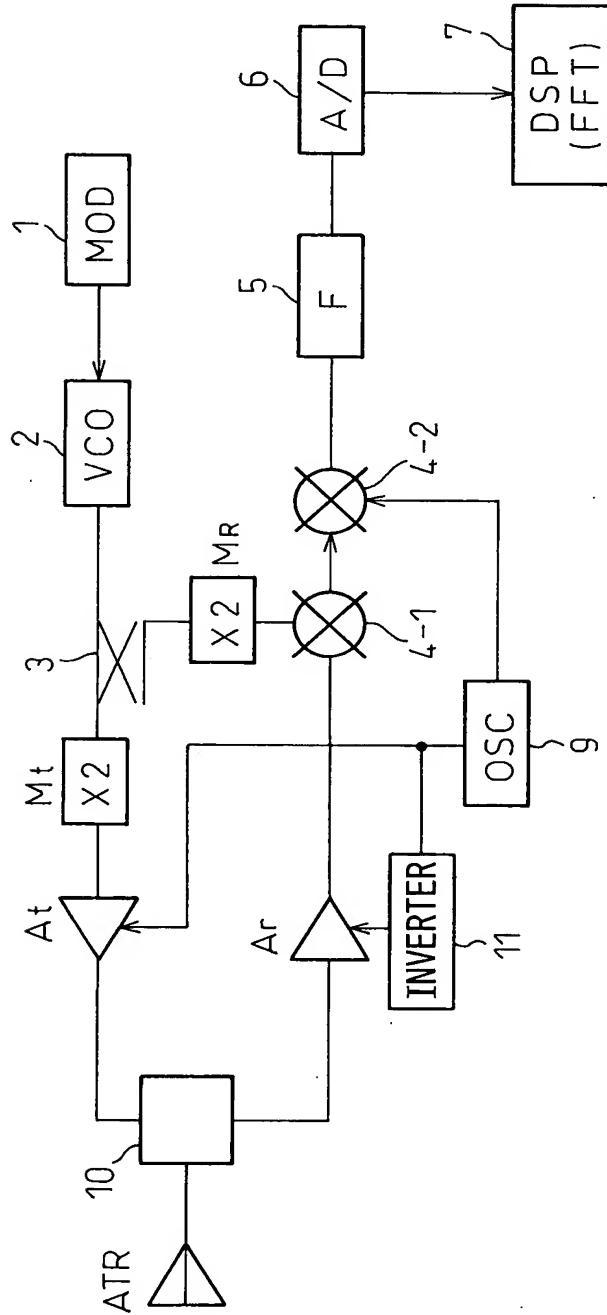 ATR
10
At
Mt
X2
3
2
VCO
1
MOD
MR
X2
Ar
4-1
4-2
5
F
6
A/D
7
DSP
(FFT)
INVERTER
11
OSC
9